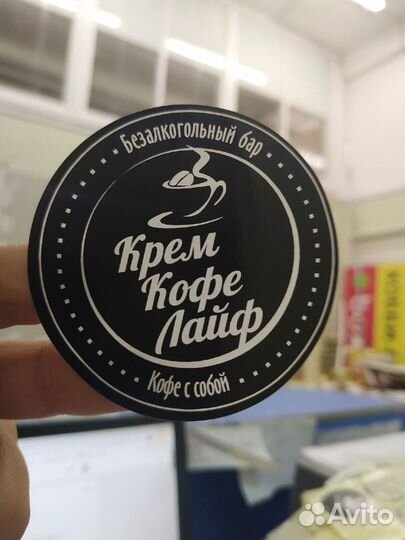 Безалкогольный бар
Крем
Кофе
Лайф
Кофе с собой
Avito